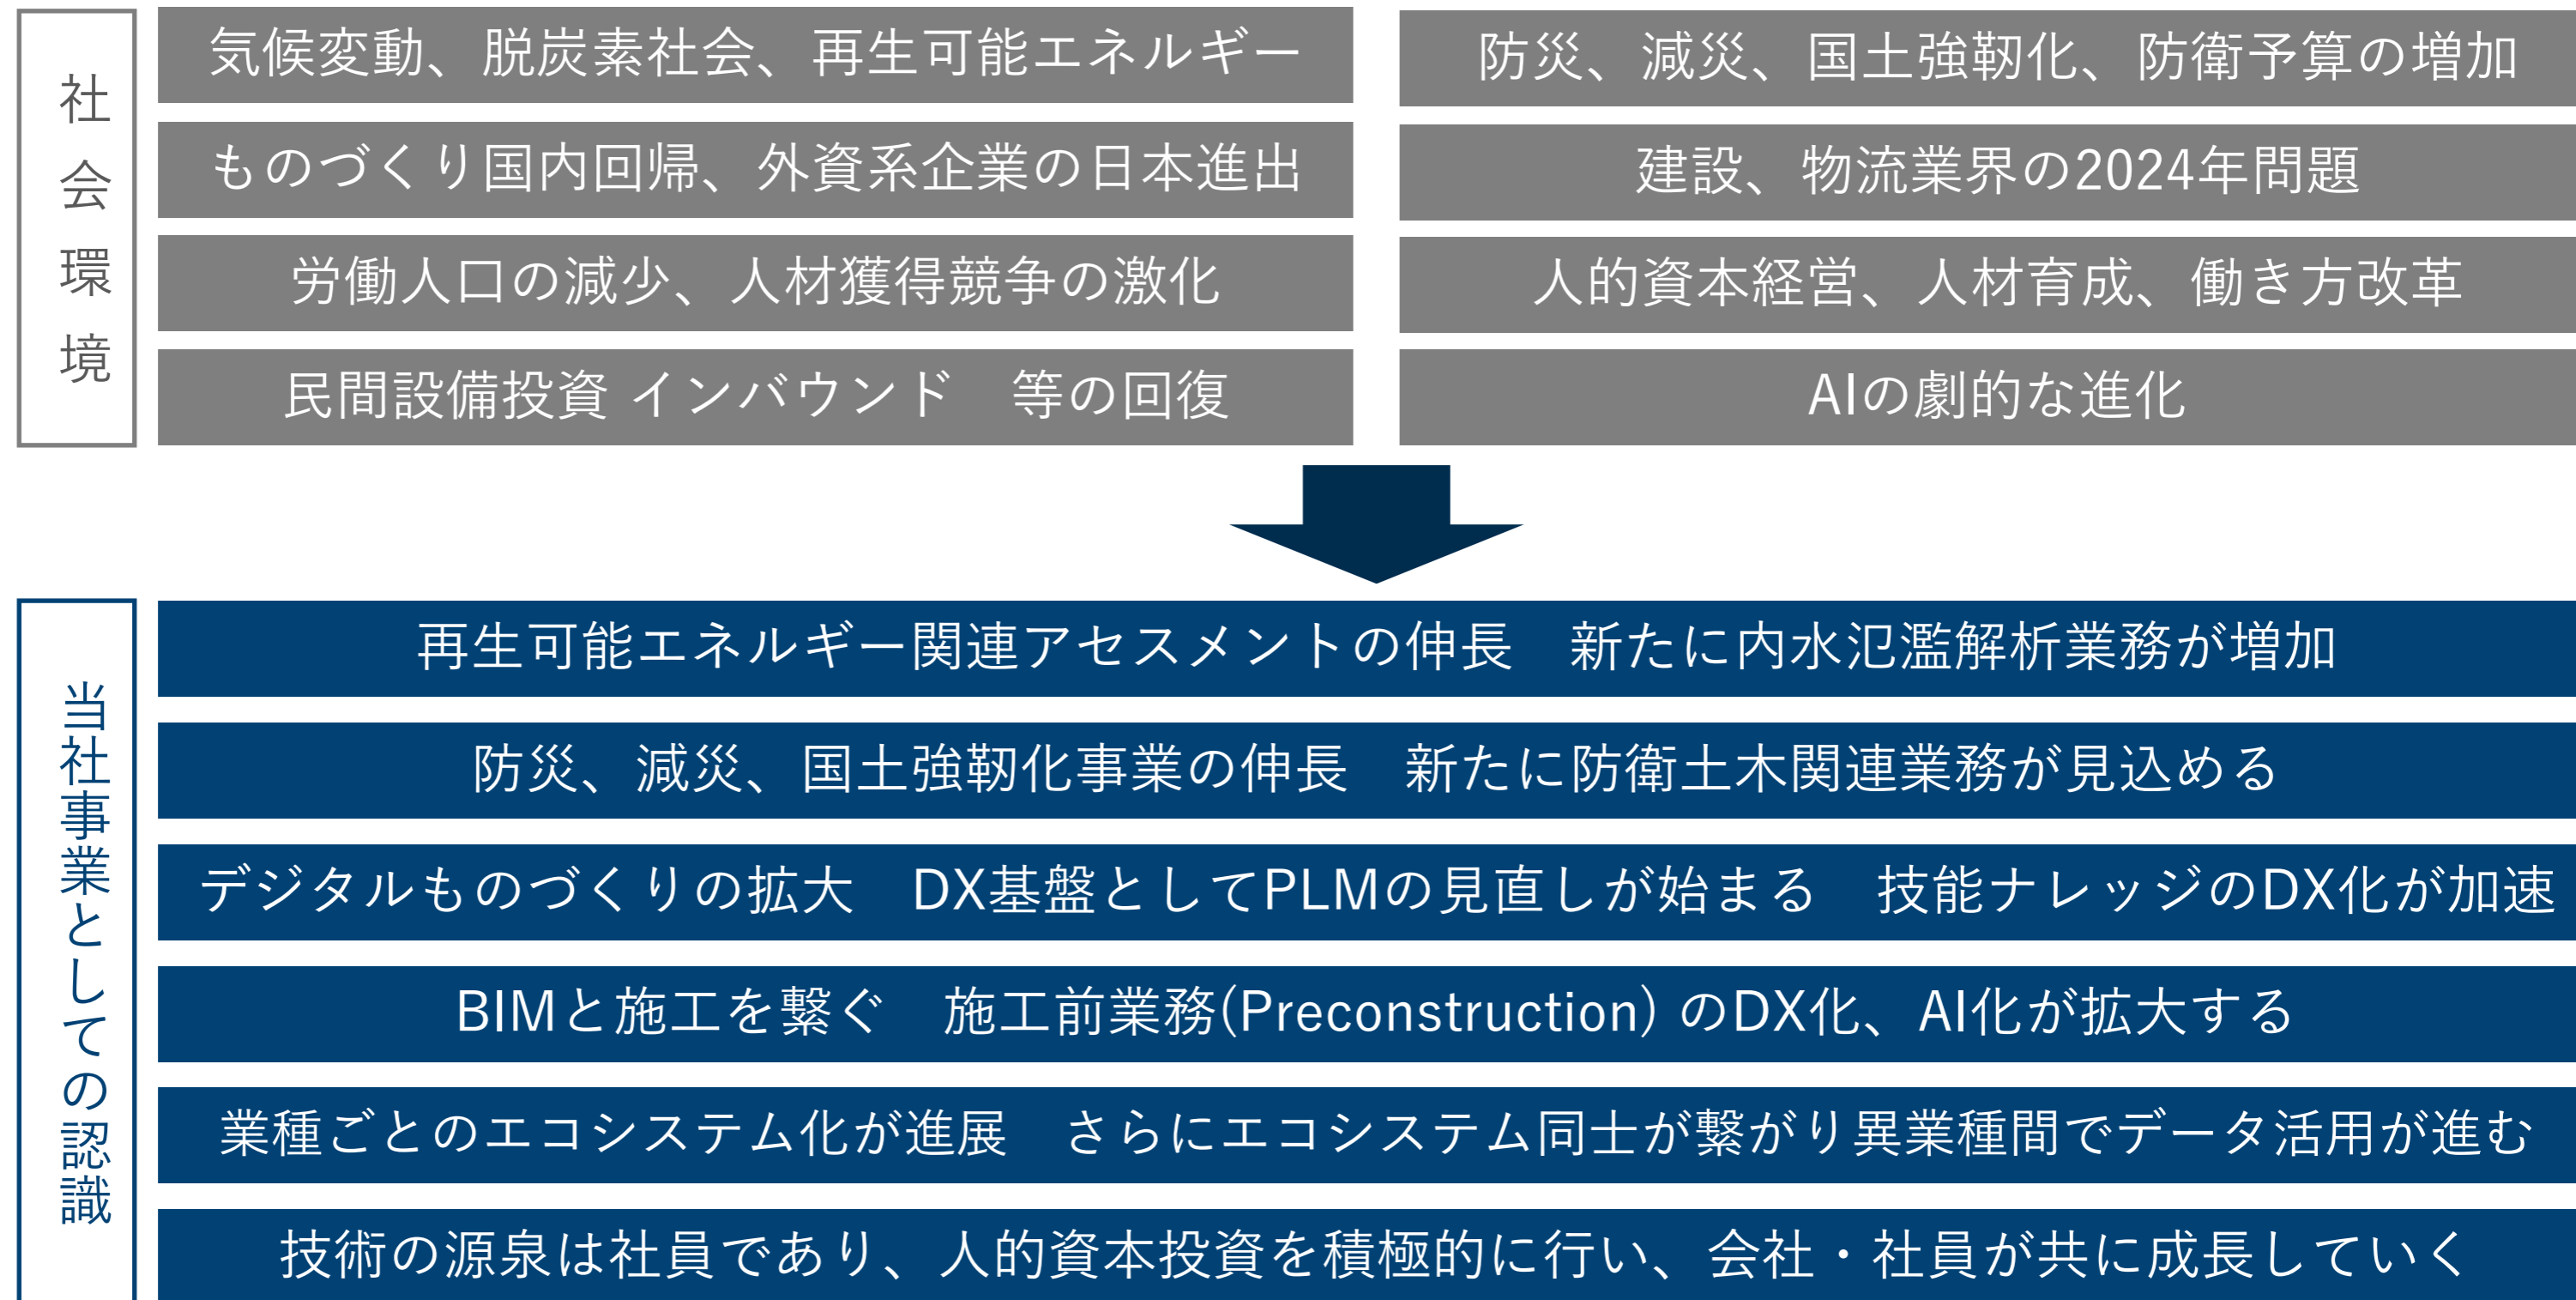 社会環境
気候変動、脱炭素社会、再生可能エネルギー
防災、減災、国土強靭化、防衛予算の増加
ものづくり国内回帰、外資系企業の日本進出
建設、物流業界の2024年問題
労働人口の減少、人材獲得競争の激化
人的資本経営、人材育成、働き方改革
民間設備投資 インバウンド　等の回復
AIの劇的な進化
当社事業としての認識
再生可能エネルギー関連アセスメントの伸長　新たに内水氾濫解析業務が増加
防災、減災、国土強靭化事業の伸長　新たに防衛土木関連業務が見込める
デジタルものづくりの拡大　DX基盤としてPLMの見直しが始まる　技能ナレッジのDX化が加速
BIMと施工を繋ぐ　施工前業務(Preconstruction) のDX化、AI化が拡大する
業種ごとのエコシステム化が進展　さらにエコシステム同士が繋がり異業種間でデータ活用が進む
技術の源泉は社員であり、人的資本投資を積極的に行い、会社・社員が共に成長していく